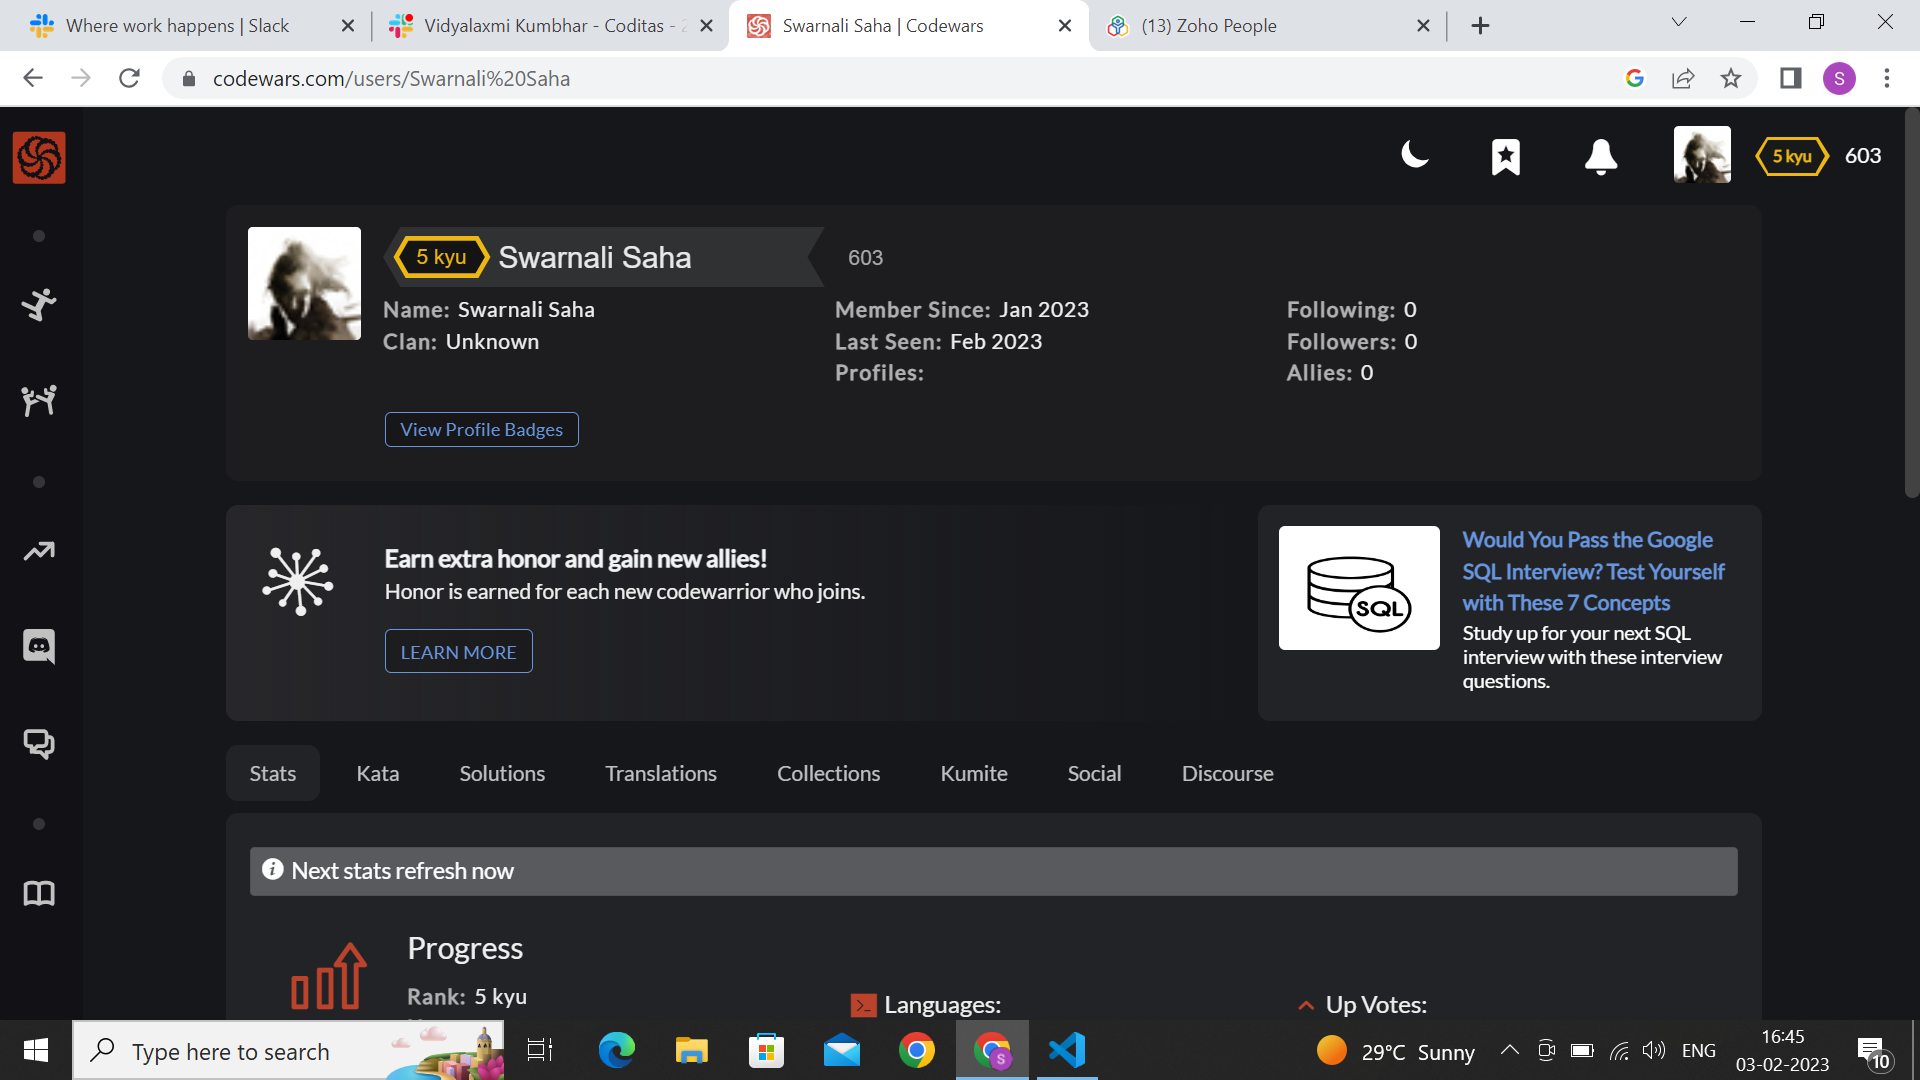 Where work happens | Slack
Vidyalaxmi Kumbhar - Coditas -
Swarnali Saha | Codewars
(13) Zoho People
codewars.com/users/Swarnali%20Saha
S
5 kyu
603
5 kyu
Swarnali Saha
603
Name: Swarnali Saha
Member Since: Jan 2023
Following: 0
Clan: Unknown
Last Seen: Feb 2023
Followers: 0
Profiles:
Allies: 0
View Profile Badges
Earn extra honor and gain new allies!
Honor is earned for each new codewarrior who joins.
LEARN MORE
SQL
Would You Pass the Google
SQL Interview? Test Yourself
with These 7 Concepts
Study up for your next SQL
interview with these interview
questions.
Stats
Kata
Solutions
Translations
Collections
Kumite
Social
Discourse
Next stats refresh now
Progress
Rank: 5 kyu
Languages:
Up Votes:
Type here to search
S
29°C Sunny
ENG
16:45
03-02-2023
10